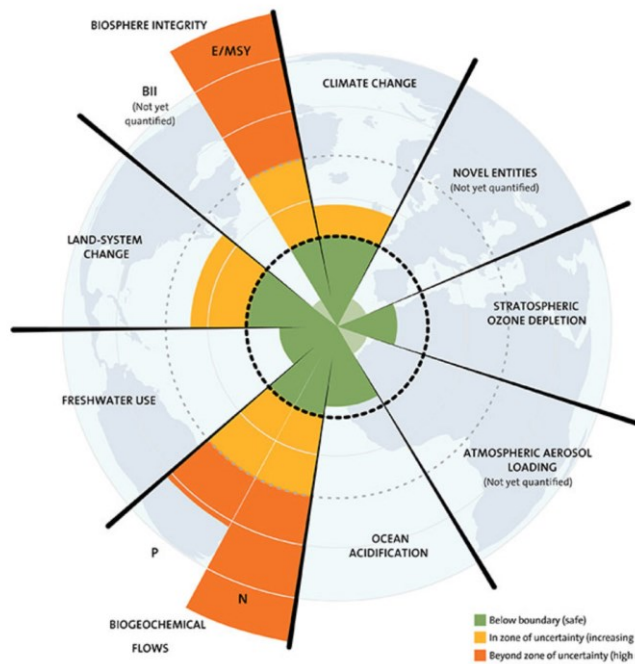 BIOSPHERE INTEGRITY
E/MSY
CLIMATE CHANGE
BII
(Not yet
quantified)
NOVEL ENTITIES
(Not yet quantified)
LAND-SYSTEM
CHANGE
STRATOSPHERIC
OZONE DEPLETION
FRESHWATER USE
ATMOSPHERIC AEROSOL
LOADING
(Not yet quantified)
OCEAN
ACIDIFICATION
P
N
BIOGEOCHEMICAL
FLOWS
Below boundary (safe)
In zone of uncertainty (increasing
Beyond zone of uncertainty (high